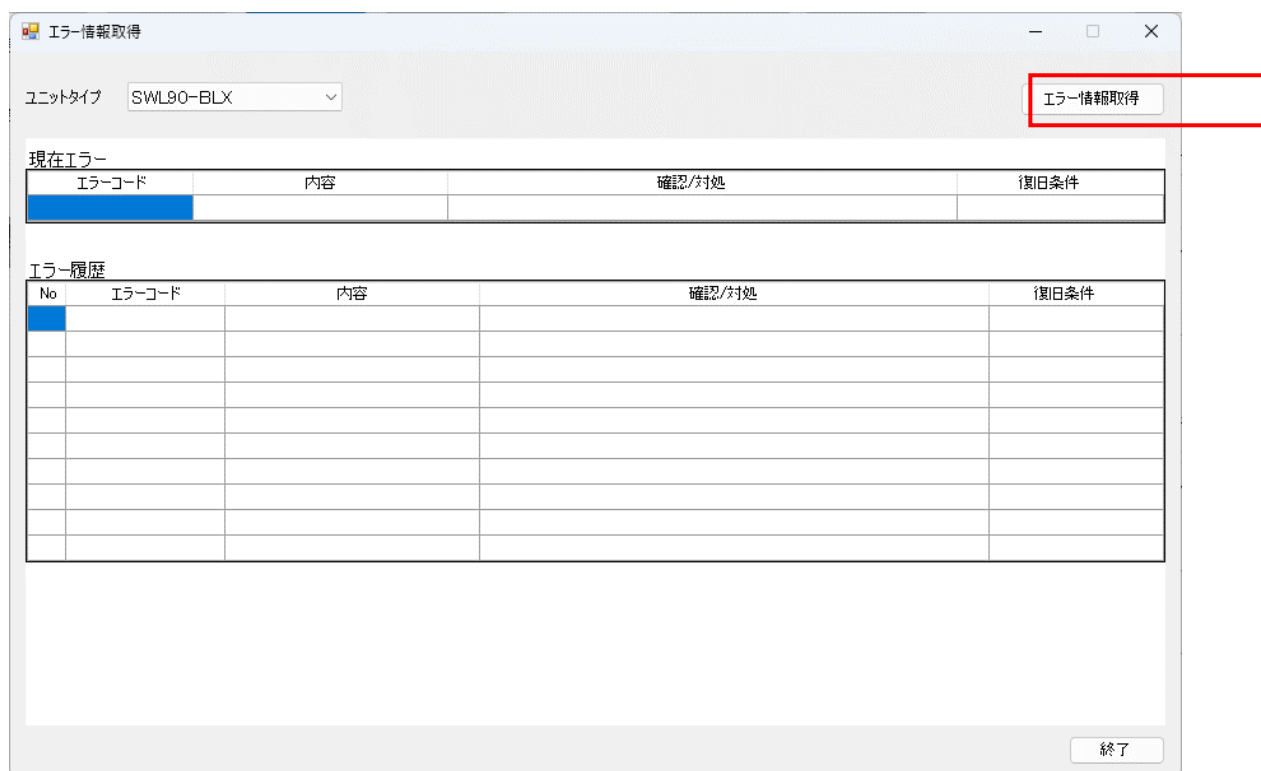 エラー情報取得
ユニットタイプ SWL90-BLX エラー情報取得
現在エラー
エラーコード 内容 確認/対処 復旧条件
エラー履歴
No エラーコード 内容 確認/対処 復旧条件
終了